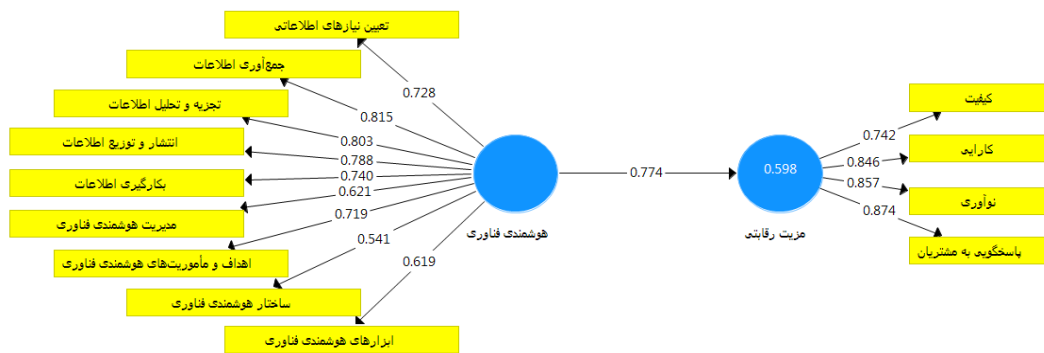 تعیین نیازهای اطلاعاتی
جمع‌آوری اطلاعات
تجزیه و تحلیل اطلاعات
انتشار و توزیع اطلاعات
بکارگیری اطلاعات
مدیریت هوشمندی فناوری
اهداف و مأموریت‌های هوشمندی فناوری
ساختار هوشمندی فناوری
ابزارهای هوشمندی فناوری
0.728
0.815
0.803
0.788
0.740
0.621
0.719
0.541
0.619
هوشمندی فناوری
0.774
0.598
مزیت رقابتی
0.742
0.846
0.857
0.874
کیفیت
کارایی
نوآوری
پاسخگویی به مشتریان